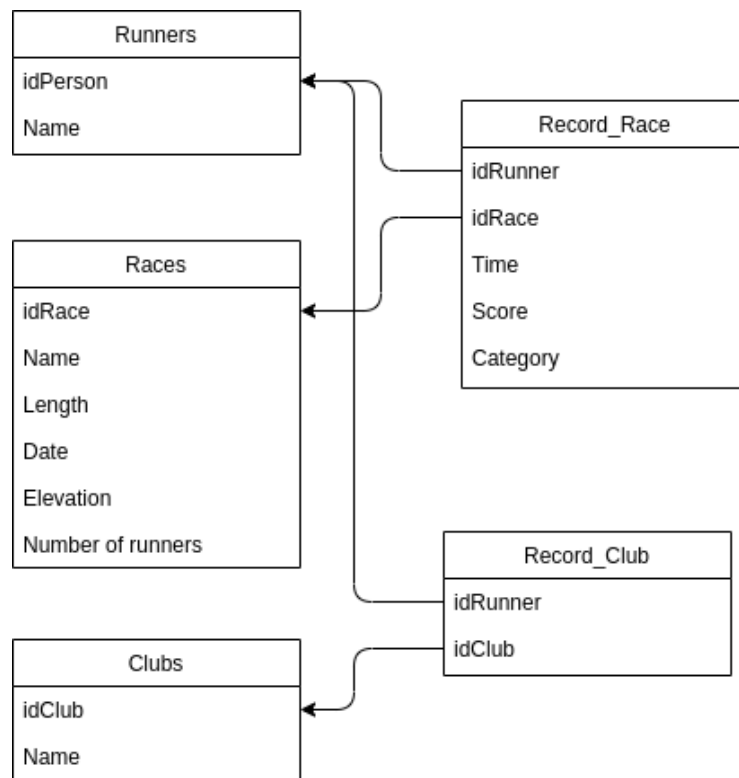 Runners
idPerson
Name
Record_Race
idRunner
idRace
Time
Score
Category
Races
idRace
Name
Length
Date
Elevation
Number of runners
Record_Club
idRunner
idClub
Clubs
idClub
Name